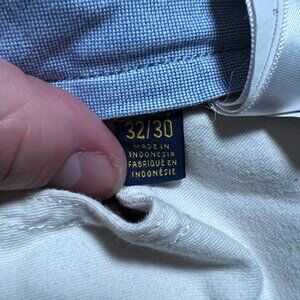 32/30
MADE IN
INDONESIA
FABRIQUÉ EN
INDONÉSIE